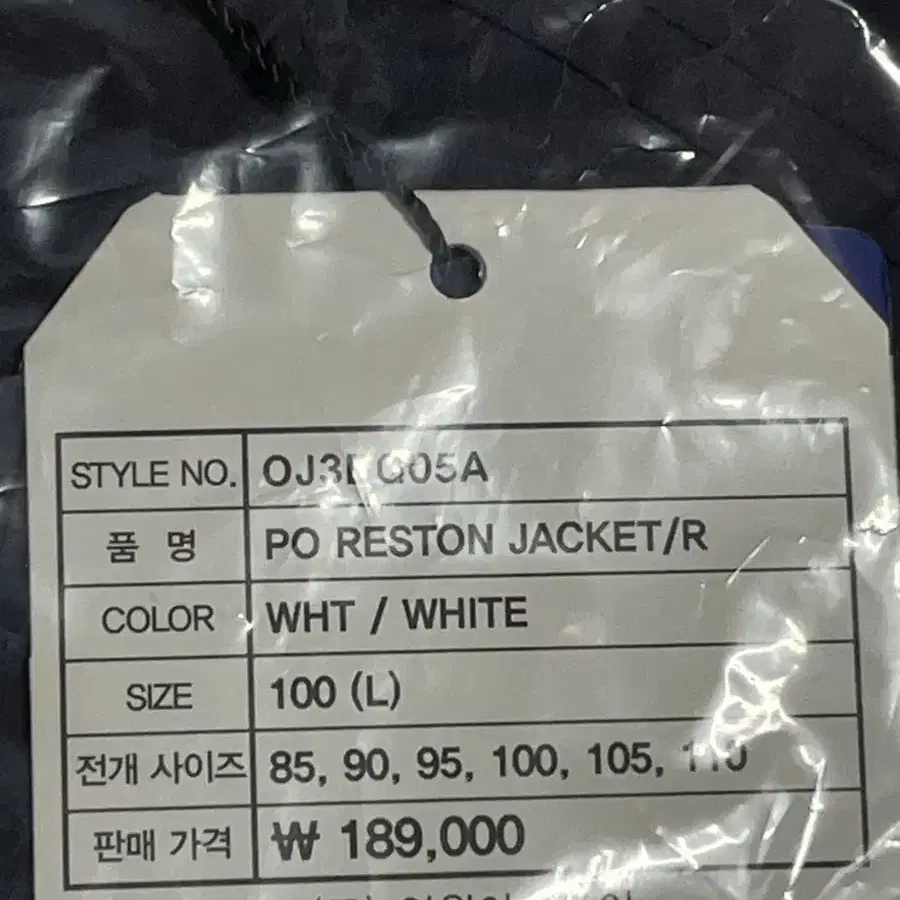 STYLE NO.
품 명 PO RESTON JACKET/R
COLOR WHT / WHITE
SIZE 100 (L)
전개 사이즈 85, 90, 95, 100, 105, 110
판매 가격 ₩ 189,000